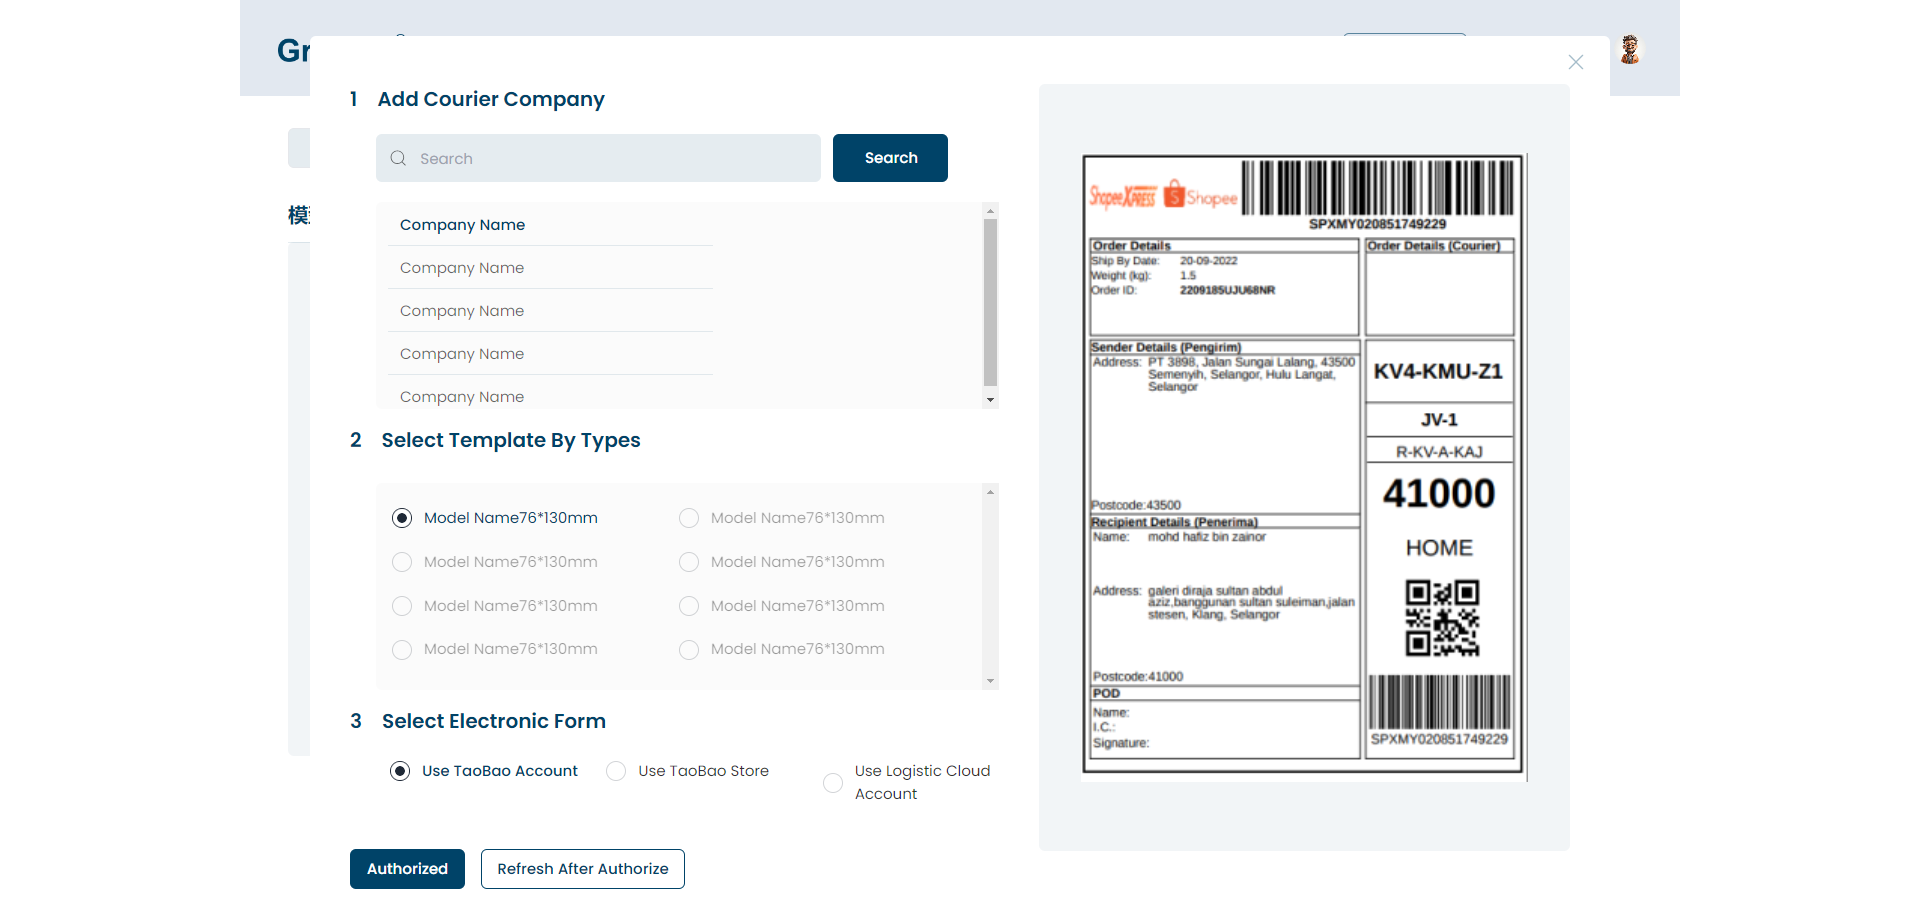 Gr
1 Add Courier Company
Search
Search
Company Name
Company Name
Company Name
Company Name
Company Name
2 Select Template By Types
Model Name76*130mm
Model Name76*130mm
Model Name76*130mm
Model Name76*130mm
Model Name76*130mm
Model Name76*130mm
Model Name76*130mm
Model Name76*130mm
3 Select Electronic Form
Use TaoBao Account
Use TaoBao Store
Use Logistic Cloud
Account
Authorized
Refresh After Authorize
ShopeeXPRESS
Shopee
SPXMY020851749229
Order Details
Ship By Date: 20-09-2022
Weight (kg): 1.5
Order ID: 2209185UJU68NR
Order Details (Courier)
Sender Details (Pengirim)
Address: PT 3898, Jalan Sungai Lalang, 43500
Semenyih, Selangor, Hulu Langat,
Selangor
Postcode:43500
Recipient Details (Penerima)
Name: mohd hafiz bin zainor
Address: galeri diraja sultan abdul
aziz,banggunan sultan suleiman,jalan
stesen, Klang, Selangor
Postcode:41000
POD
Name:
I.C.:
Signature:
KV4-KMU-Z1
JV-1
R-KV-A-KAJ
41000
HOME
SPXMY020851749229